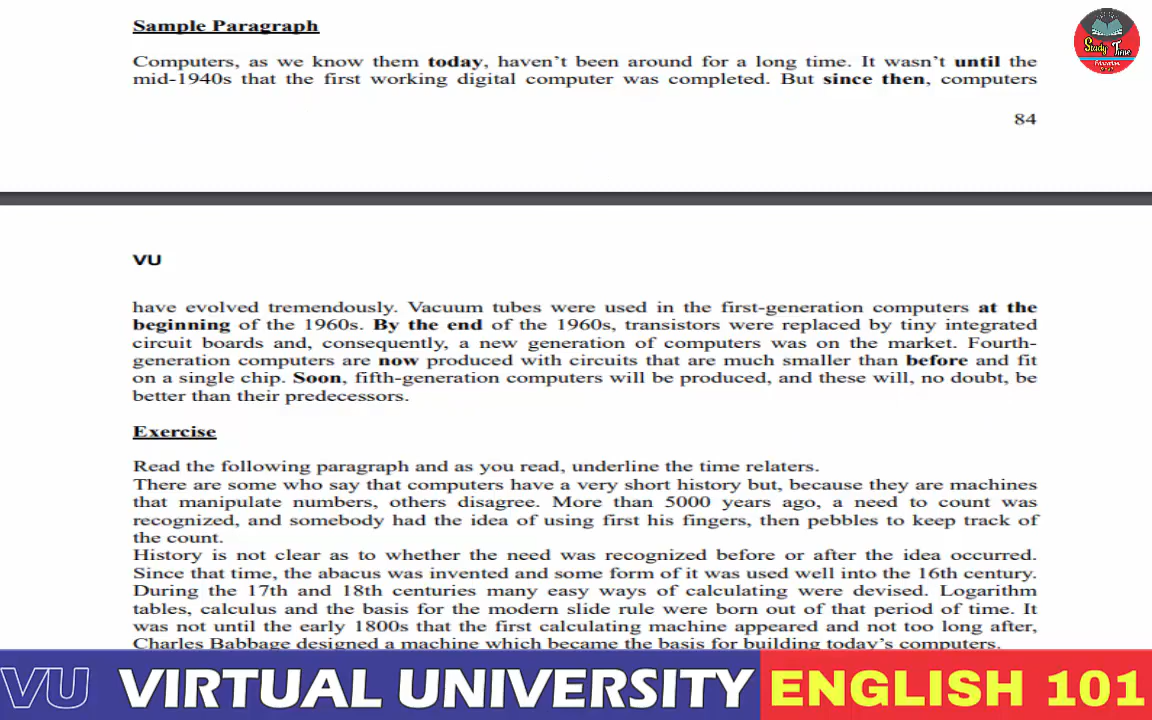 Sample Paragraph
Study Time
Computers, as we know them today, haven't been around for a long time. It wasn't until the
mid-1940s that the first working digital computer was completed. But since then, computers
84
VU
have evolved tremendously. Vacuum tubes were used in the first-generation computers at the
beginning of the 1960s. By the end of the 1960s, transistors were replaced by tiny integrated
circuit boards and, consequently, a new generation of computers was on the market. Fourth-
generation computers are now produced with circuits that are much smaller than before and fit
on a single chip. Soon, fifth-generation computers will be produced, and these will, no doubt, be
better than their predecessors.
Exercise
Read the following paragraph and as you read, underline the time relaters.
There are some who say that computers have a very short history but, because they are machines
that manipulate numbers, others disagree. More than 5000 years ago, a need to count was
recognized, and somebody had the idea of using first his fingers, then pebbles to keep track of
the count.
History is not clear as to whether the need was recognized before or after the idea occurred.
Since that time, the abacus was invented and some form of it was used well into the 16th century.
During the 17th and 18th centuries many easy ways of calculating were devised. Logarithm
tables, calculus and the basis for the modern slide rule were born out of that period of time. It
was not until the early 1800s that the first calculating machine appeared and not too long after,
Charles Babbage designed a machine which became the basis for building today's computers.
VU VIRTUAL UNIVERSITY ENGLISH 101